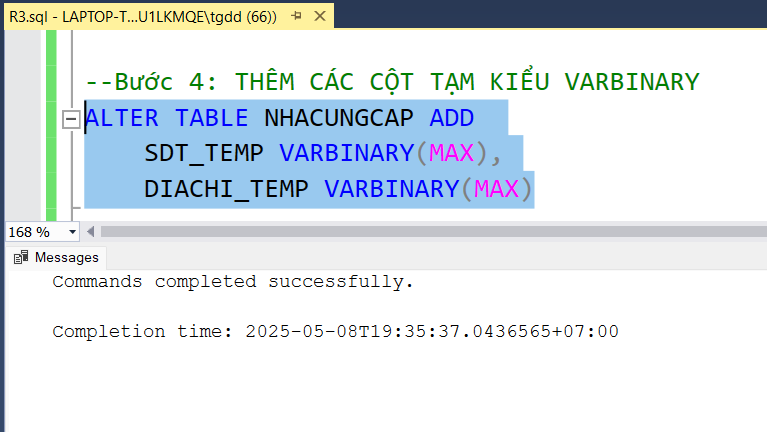 R3.sql - LAPTOP-T...U1LKMQE\tgdd (66))
--Bước 4: THÊM CÁC CỘT TẠM KIỂU VARBINARY
ALTER TABLE NHACUNGCAP ADD
SDT_TEMP VARBINARY(MAX),
DIACHI_TEMP VARBINARY(MAX)
168 %
Messages
Commands completed successfully.
Completion time: 2025-05-08T19:35:37.0436565+07:00